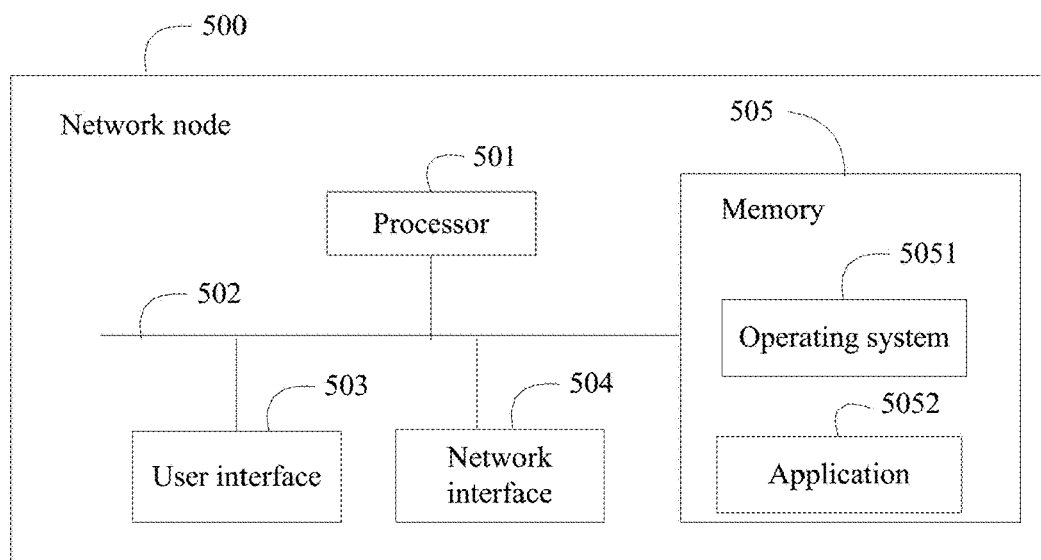 500
Network node
505
501
Processor
Memory
5051
Operating system
502
503
504
5052
User interface
Network
interface
Application